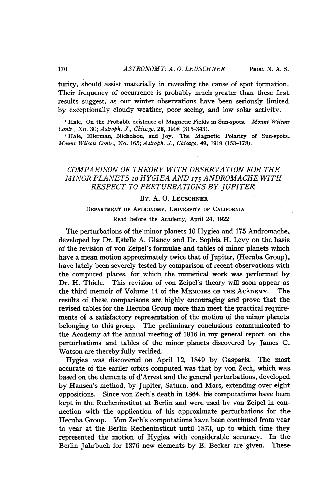 170 ASTRONOMY: A. O. LEUSCHNER PROC. N. A. S.
turity, should assist materially in revealing the cause of spot formation.
Their frequency of occurrence is probably much greater than these first
results suggest, as our winter observations have been seriously limited
by exceptionally cloudy weather, poor seeing, and low solar activity.
¹ Hale, On the Probable existence of Magnetic Fields in Sun-spots. Mount Wilson
Contr., No. 30; Astroph. J., Chicago, 28, 1908 (315–343).
² Hale, Ellerman, Nicholson, and Joy, The Magnetic Polarity of Sun-spots,
Mount Wilson Contr., No. 165; Astroph. J., Chicago, 49, 1919 (153–178).
COMPARISON OF THEORY WITH OBSERVATION FOR THE
MINOR PLANETS 10 HYGIEA AND 175 ANDROMACHE WITH
RESPECT TO PERTURBATIONS BY JUPITER
BY A. O. LEUSCHNER
DEPARTMENT OF ASTRONOMY, UNIVERSITY OF CALIFORNIA
Read before the Academy, April 24, 1922
The perturbations of the minor planets 10 Hygiea and 175 Andromache,
developed by Dr. Estelle A. Glancy and Dr. Sophia H. Levy on the basis
of the revision of von Zeipel's formulae and tables of minor planets which
have a mean motion approximately twice that of Jupiter, (Hecuba Group),
have lately been severely tested by comparison of recent observations with
the computed places, for which the numerical work was performed by
Dr. H. Thiele. This revision of von Zeipel's theory will soon appear as
the third memoir of Volume 14 of the MEMOIRS OF THE ACADEMY. The
results of these comparisons are highly encouraging and prove that the
revised tables for the Hecuba Group more than meet the practical require-
ments of a satisfactory representation of the motion of the minor planets
belonging to this group. The preliminary conclusions communicated to
the Academy at the annual meeting of 1916 in my general report on the
perturbations and tables of the minor planets discovered by James C.
Watson are thereby fully verified.
Hygiea was discovered on April 12, 1849 by Gasparis. The most
accurate of the earlier orbits computed was that by von Zech, which was
based on the elements of d'Arrest and the general perturbations, developed
by Hansen's method, by Jupiter, Saturn, and Mars, extending over eight
oppositions. Since von Zech's death in 1864, his computations have been
kept in the Recheninstitut at Berlin and were used by von Zeipel in con-
nection with the application of his approximate perturbations for the
Hecuba Group. Von Zech's computations have been continued from year
to year at the Berlin Recheninstitut until 1873, up to which time they
represented the motion of Hygiea with considerable accuracy. In the
Berlin Jahrbuch for 1876 new elements by E. Becker are given. These